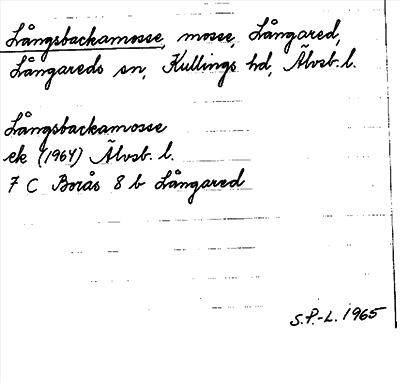 Långsbackamosse, mosse, Långared,
Långareds sn, Kullings hd, Älvsb. l.
Långsbackamosse
ek (1964) Älvsb. l.
7 C Borås 8 b Långared
S.P.-L. 1965